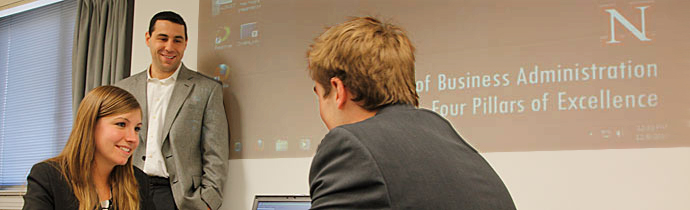 N
of Business Administration
Four Pillars of Excellence